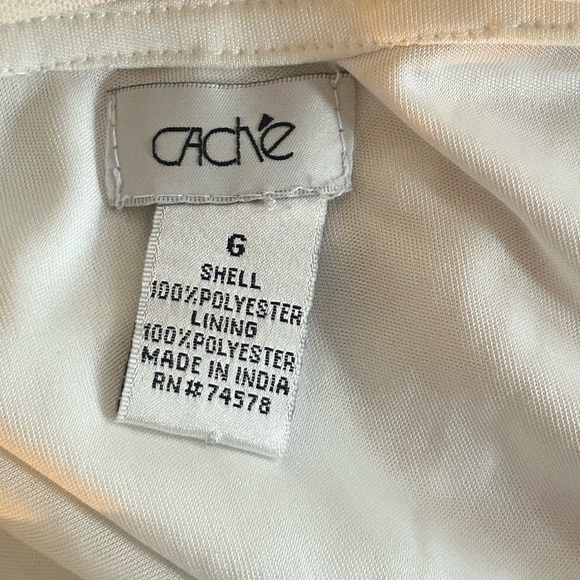 CAché
6
SHELL
100%POLYESTER
LINING
100%POLYESTER
MADE IN INDIA
RN# 74578